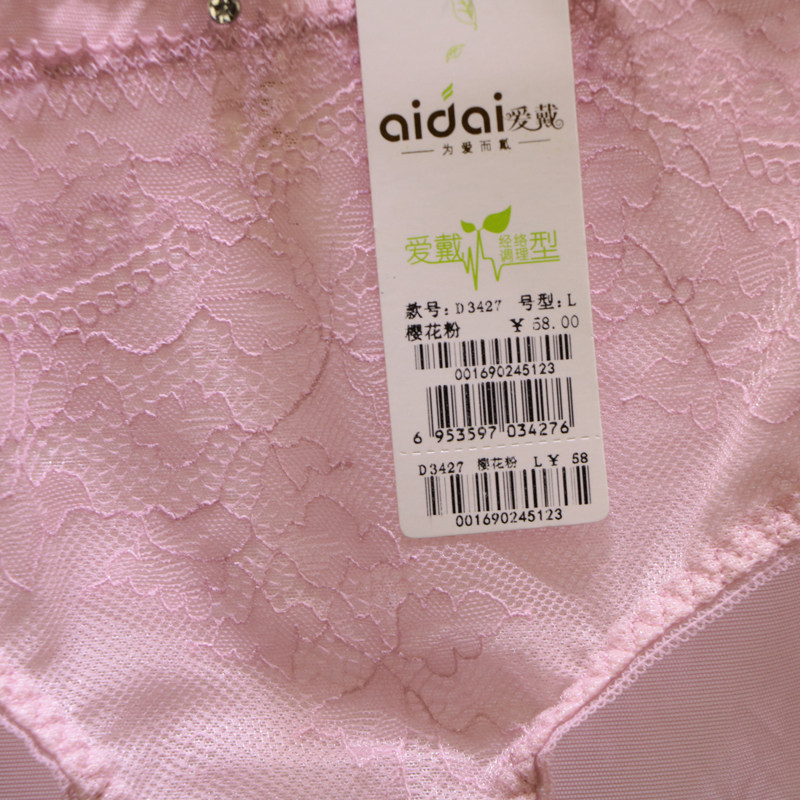 aidai爱戴
为爱而戴
爱戴 经络调理型
款号: D3427 号型: L
樱花粉 ¥ 58.00
001690245123
6 953597 034276
D3427 樱花粉 L ¥ 58
001690245123